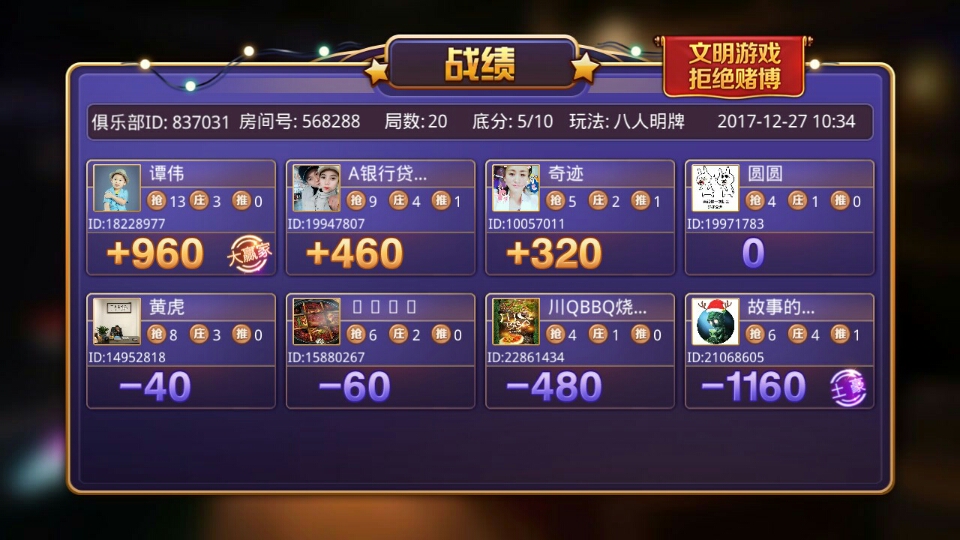 战绩
文明游戏
拒绝赌博
俱乐部ID: 837031 房间号: 568288 局数: 20 底分: 5/10 玩法: 八人明牌 2017-12-27 10:34
谭伟
抢 13 庄 3 推 0
ID:18228977
+960 大赢家
A银行贷...
抢 9 庄 4 推 1
ID:19947807
+460
奇迹
抢 5 庄 2 推 1
ID:10057011
+320
圆圆
抢 4 庄 1 推 0
ID:19971783
0
黄虎
抢 8 庄 3 推 0
ID:14952818
-40
抢 6 庄 2 推 0
ID:15880267
-60
川QBBQ烧...
抢 4 庄 1 推 0
ID:22861434
-480
故事的...
抢 6 庄 4 推 1
ID:21068605
-1160 土豪